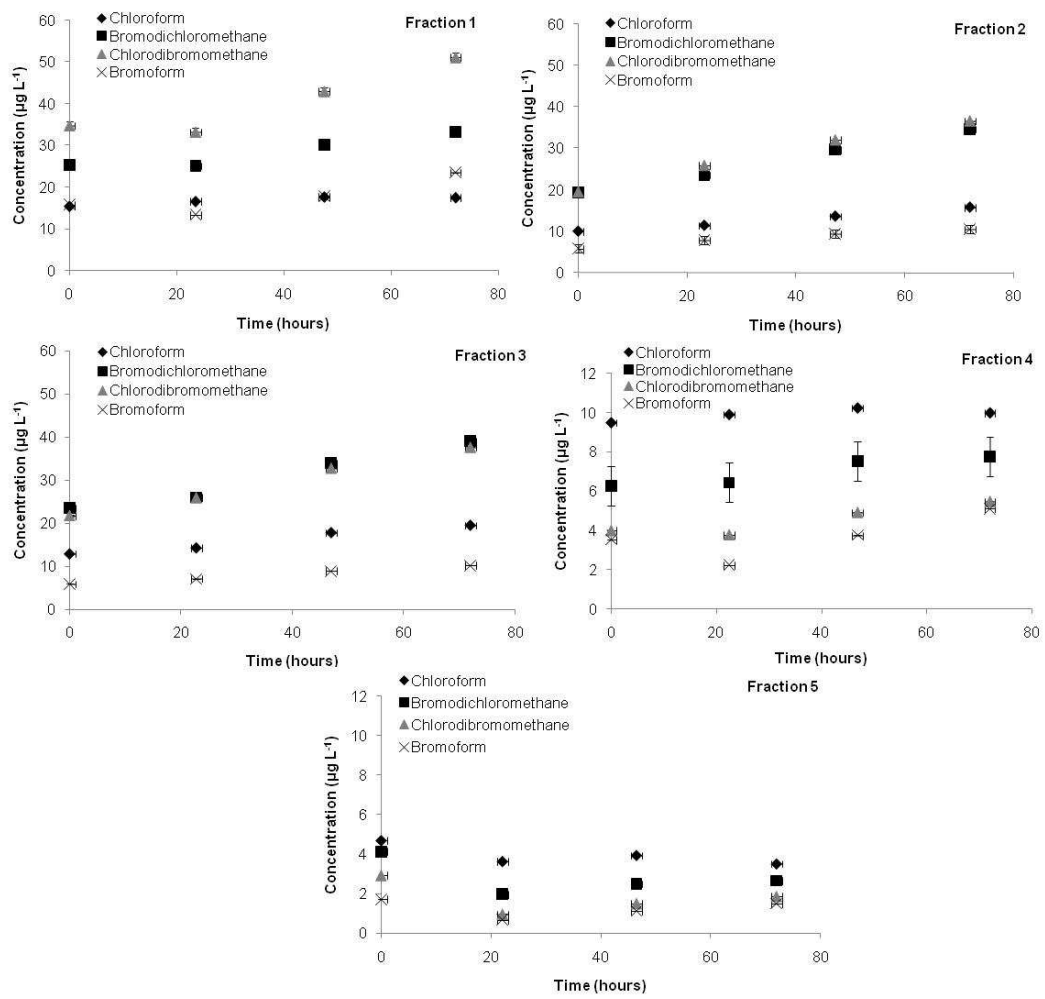 Fraction 1
◆Chloroform
■Bromodichloromethane
▲Chlorodibromomethane
×Bromoform
Concentration (µg L-1)
60
50
40
30
20
10
0
0 20 40 60 80
Time (hours)
Fraction 2
◆Chloroform
■Bromodichloromethane
▲Chlorodibromomethane
×Bromoform
Concentration (µg L-1)
60
50
40
30
20
10
0
0 20 40 60 80
Time (hours)
Fraction 3
◆Chloroform
■Bromodichloromethane
▲Chlorodibromomethane
×Bromoform
Concentration (µg L-1)
60
50
40
30
20
10
0
0 20 40 60 80
Time (hours)
Fraction 4
◆Chloroform
■Bromodichloromethane
▲Chlorodibromomethane
×Bromoform
Concentration (µg L-1)
12
10
8
6
4
2
0
0 20 40 60 80
Time (hours)
Fraction 5
◆Chloroform
■Bromodichloromethane
▲Chlorodibromomethane
×Bromoform
Concentration (µg L-1)
12
10
8
6
4
2
0
0 20 40 60 80
Time (hours)